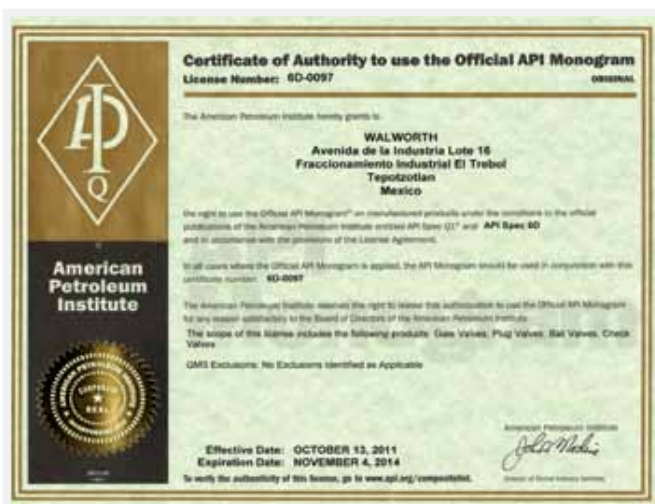 Certificate of Authority to use the Official API Monogram
License Number: 6D-0097
ORIGINAL
The American Petroleum Institute hereby grants to
WALWORTH
Avenida de la Industria Lote 16
Fraccionamiento Industrial El Trebol
Tepotzotlan
Mexico
the right to use the Official API Monogram® on manufactured products under the conditions in the official
publications of the American Petroleum Institute entitled API Spec Q1® and API Spec 6D
and in accordance with the provisions of the License Agreement.
In all cases where the Official API Monogram is applied, the API Monogram should be used in conjunction with this
certificate number: 6D-0097
The American Petroleum Institute reserves the right to revoke this authorization to use the Official API Monogram
for any reason satisfactory to the Board of Directors of the American Petroleum Institute.
The scope of this license includes the following products: Gate Valves; Plug Valves; Ball Valves; Check
Valves
QMS Exclusions: No Exclusions Identified as Applicable
American Petroleum Institute
Effective Date: OCTOBER 13, 2011
Expiration Date: NOVEMBER 4, 2014
To verify the authenticity of this license, go to www.api.org/compositelist.
API
Q
American
Petroleum
Institute
AMERICAN PETROLEUM INSTITUTE
CORPORATE
SEAL